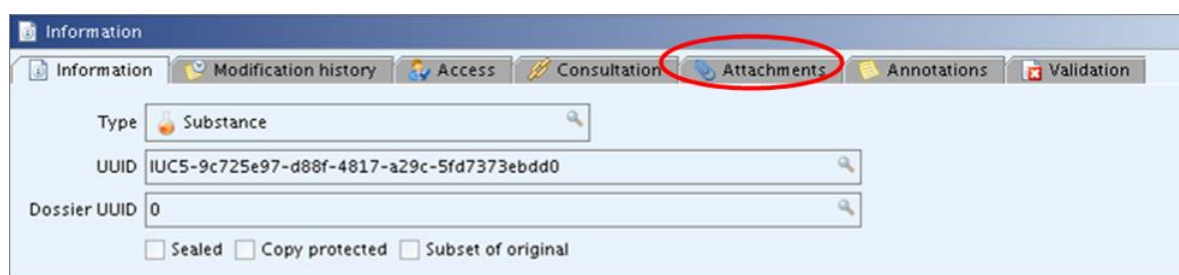 Information
Information Modification history Access Consultation Attachments Annotations Validation
Type Substance
UUID IUC5-9c725e97-d88f-4817-a29c-5fd7373ebdd0
Dossier UUID 0
Sealed Copy protected Subset of original